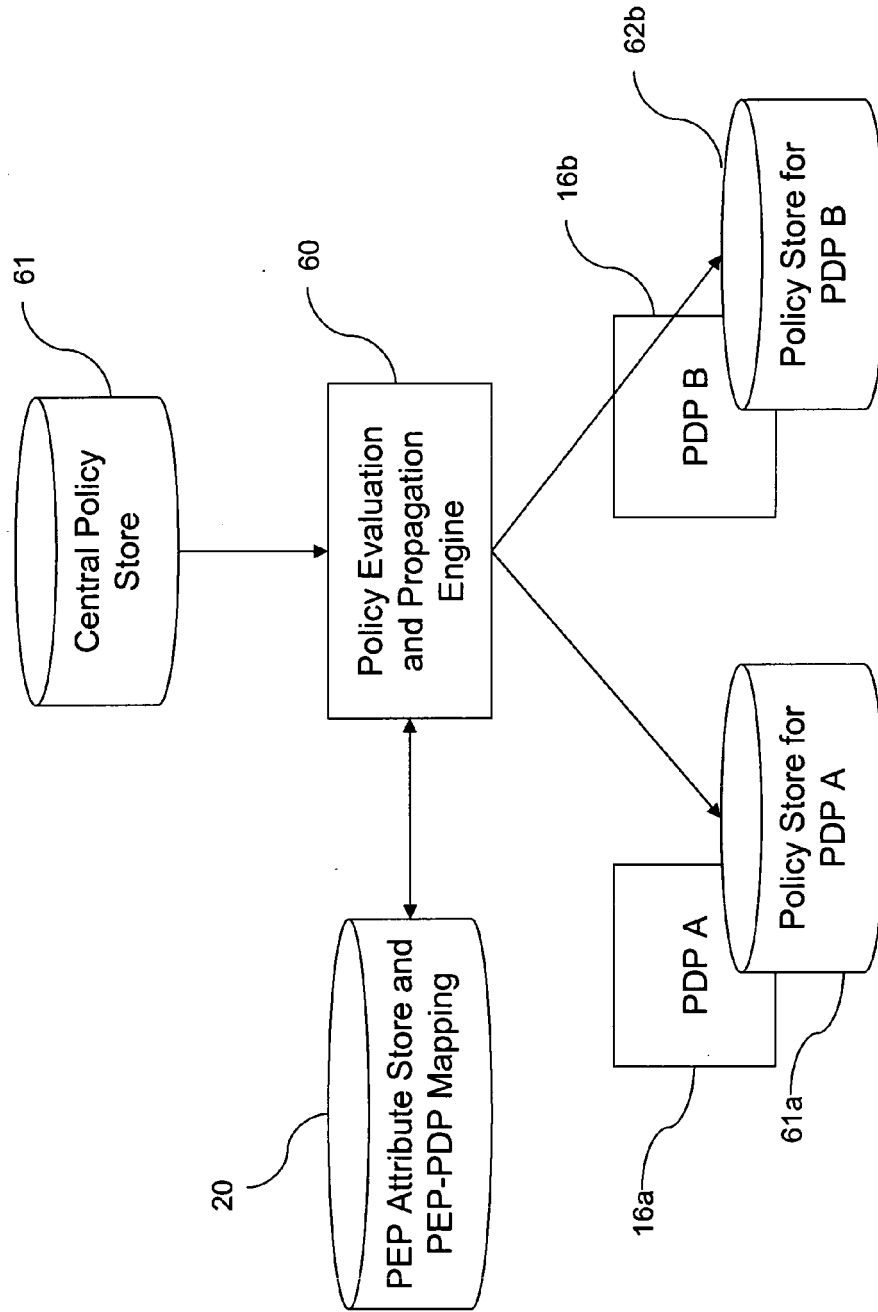 61
Central Policy
Store
60
Policy Evaluation
and Propagation
Engine
20
PEP Attribute Store and
PEP-PDP Mapping
16b
62b
PDP B
Policy Store for
PDP B
PDP A
Policy Store for
PDP A
16a
61a